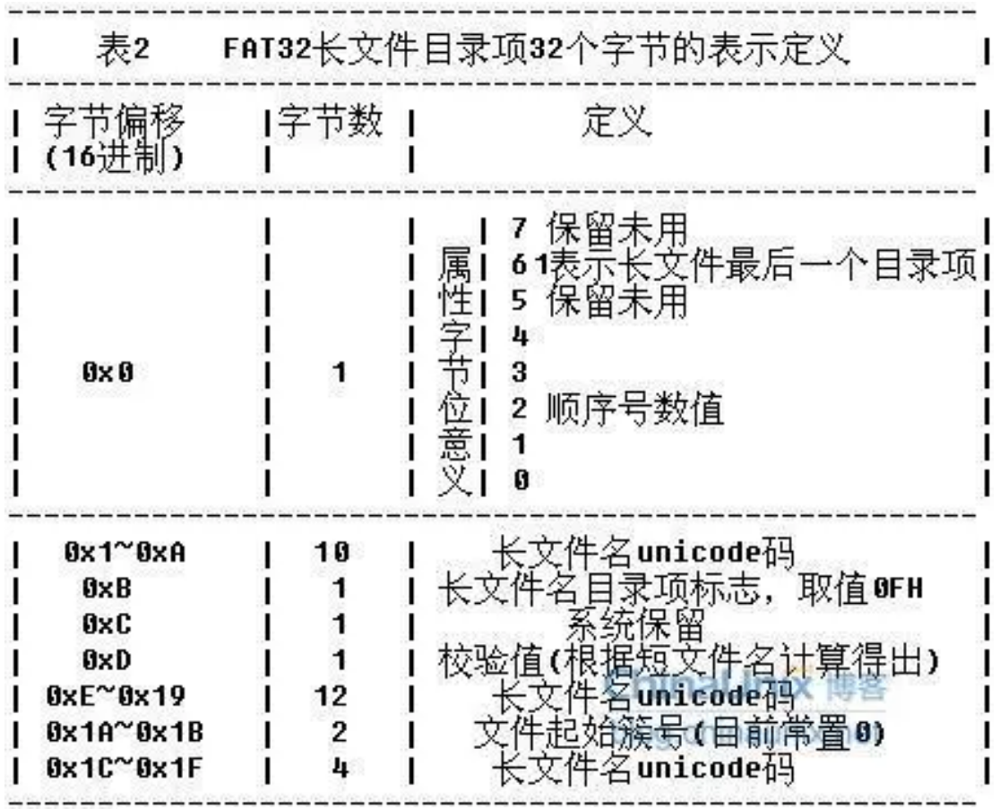 表2 FAT32长文件目录项32个字节的表示定义
字节偏移 字节数 定义
(16进制)
7 保留未用
属 6 1表示长文件最后一个目录项
性 5 保留未用
字 4
0x0 1 节 3
位 2 顺序号数值
意 1
义 0
0x1~0xA 10 长文件名unicode码
0xB 1 长文件名目录项标志，取值0FH
0xC 1 系统保留
0xD 1 校验值(根据短文件名计算得出)
0xE~0x19 12 长文件名unicode码
ChinaUnix 博客
0x1A~0x1B 2 文件起始簇号(目前常置0)
0x1C~0x1F 4 长文件名unicode码